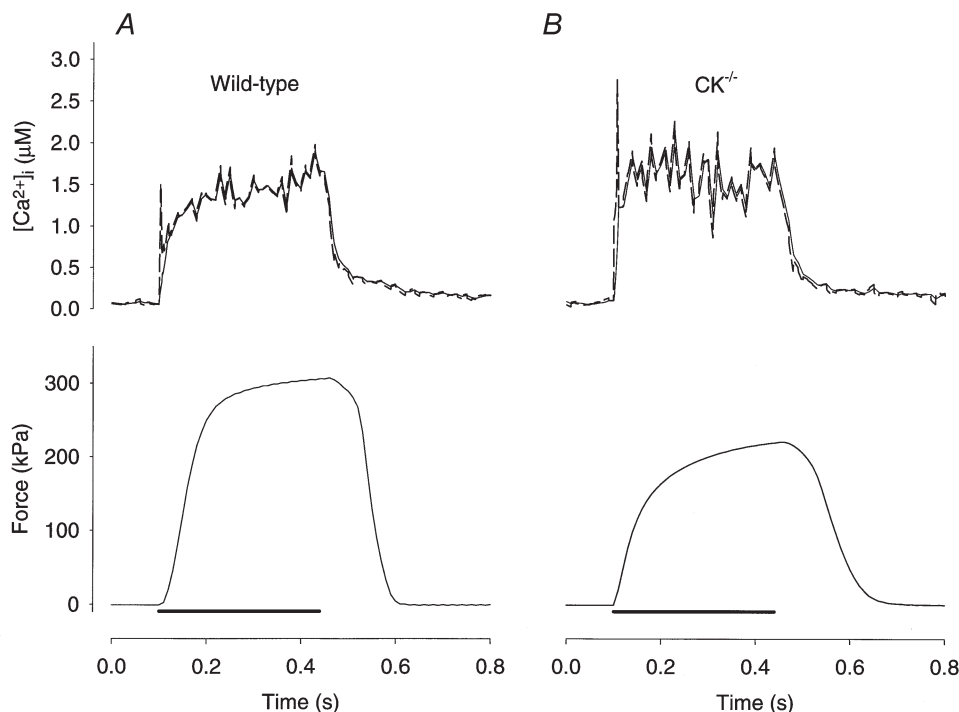 A
B
Wild-type
CK-/-
[Ca2+]i (μM)
3.0
2.5
2.0
1.5
1.0
0.5
0.0
Force (kPa)
300
200
100
0
0.0 0.2 0.4 0.6 0.8
0.0 0.2 0.4 0.6 0.8
Time (s)
Time (s)